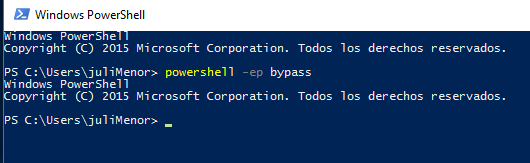 Windows PowerShell
Windows PowerShell
Copyright (C) 2015 Microsoft Corporation. Todos los derechos reservados.
PS C:\Users\juliMenor> powershell -ep bypass
Windows PowerShell
Copyright (C) 2015 Microsoft Corporation. Todos los derechos reservados.
PS C:\Users\juliMenor> _